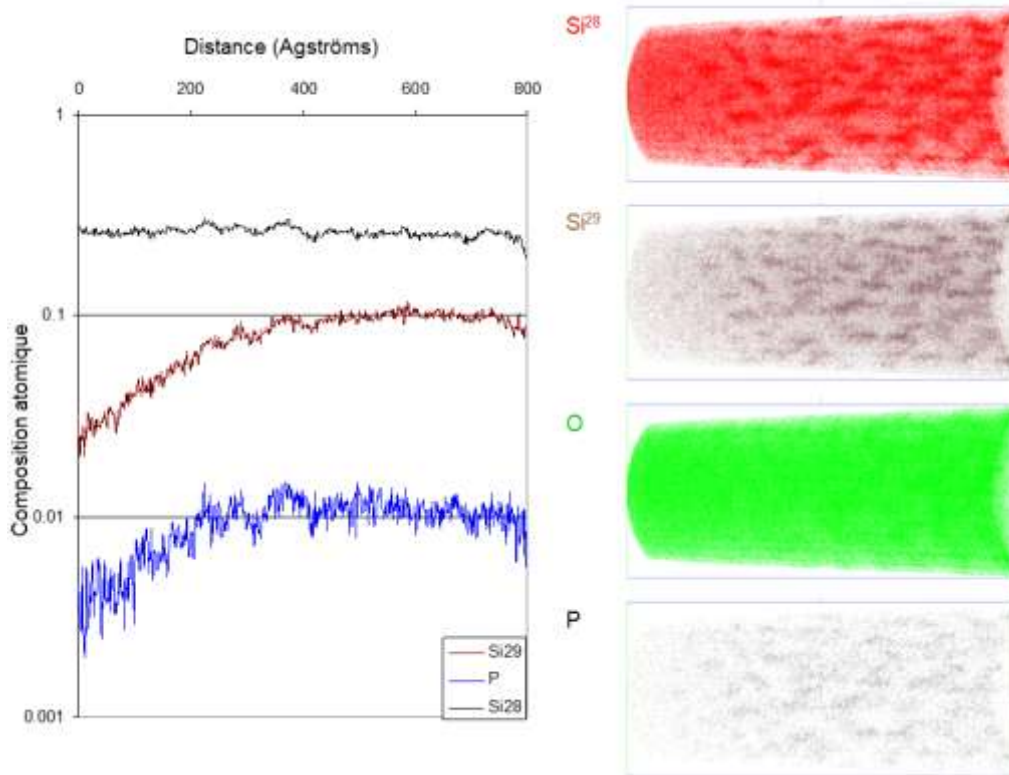 Distance (Agströms)
0 200 400 600 800
1
0.1
0.01
0.001
Composition atomique
Si29
P
Si28
Si²⁸
Si²⁹
O
P